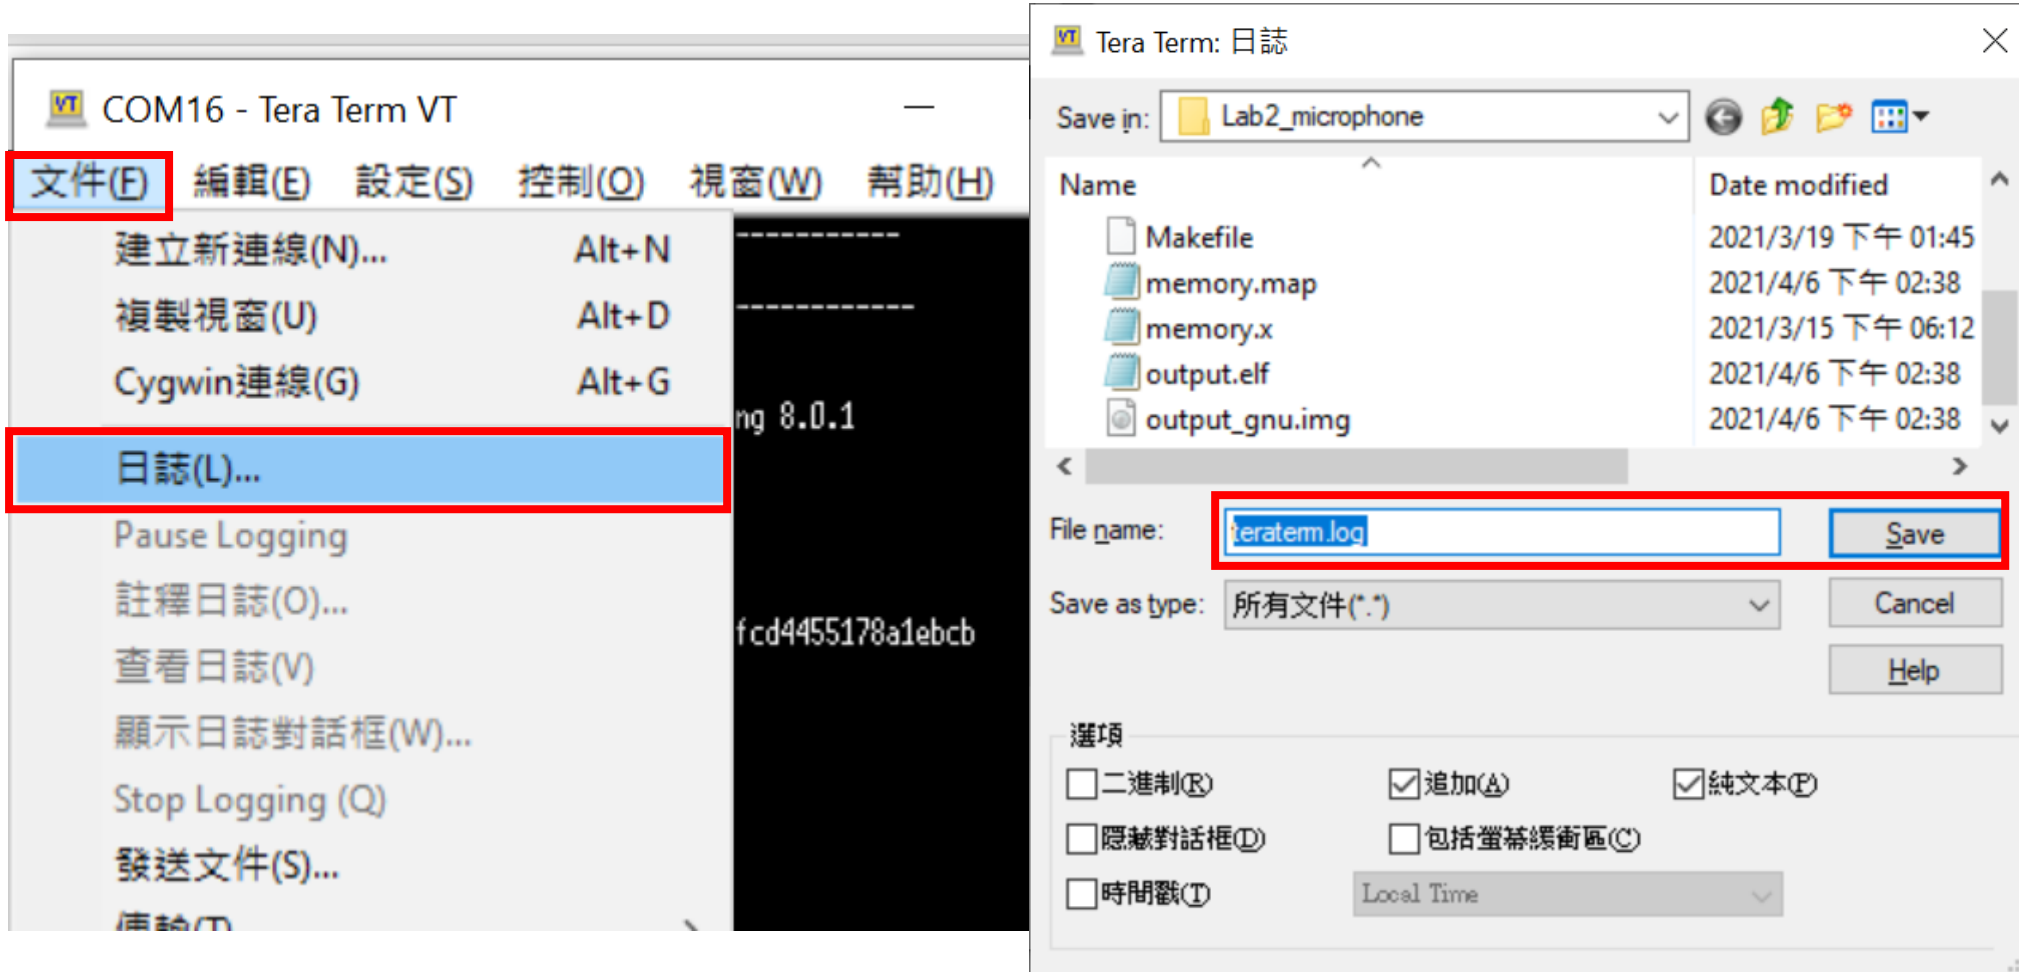 COM16 - Tera Term VT
文件(F) 編輯(E) 設定(S) 控制(O) 視窗(W) 幫助(H)
建立新連線(N)... Alt+N
複製視窗(U) Alt+D
Cygwin連線(G) Alt+G
日誌(L)...
Pause Logging
註釋日誌(O)...
查看日誌(V)
顯示日誌對話框(W)...
Stop Logging (Q)
發送文件(S)...
傳輸(T)
-----------
------------
ng 8.0.1
fcd4455178a1ebcb
Tera Term: 日誌
Save in: Lab2_microphone
Name Date modified
Makefile 2021/3/19 下午 01:45
memory.map 2021/4/6 下午 02:38
memory.x 2021/3/15 下午 06:12
output.elf 2021/4/6 下午 02:38
output_gnu.img 2021/4/6 下午 02:38
File name: teraterm.log Save
Save as type: 所有文件(*.*) Cancel
Help
選項
二進制(R) 追加(A) 純文本(P)
隱藏對話框(D) 包括螢幕緩衝區(C)
時間戳(T) Local Time